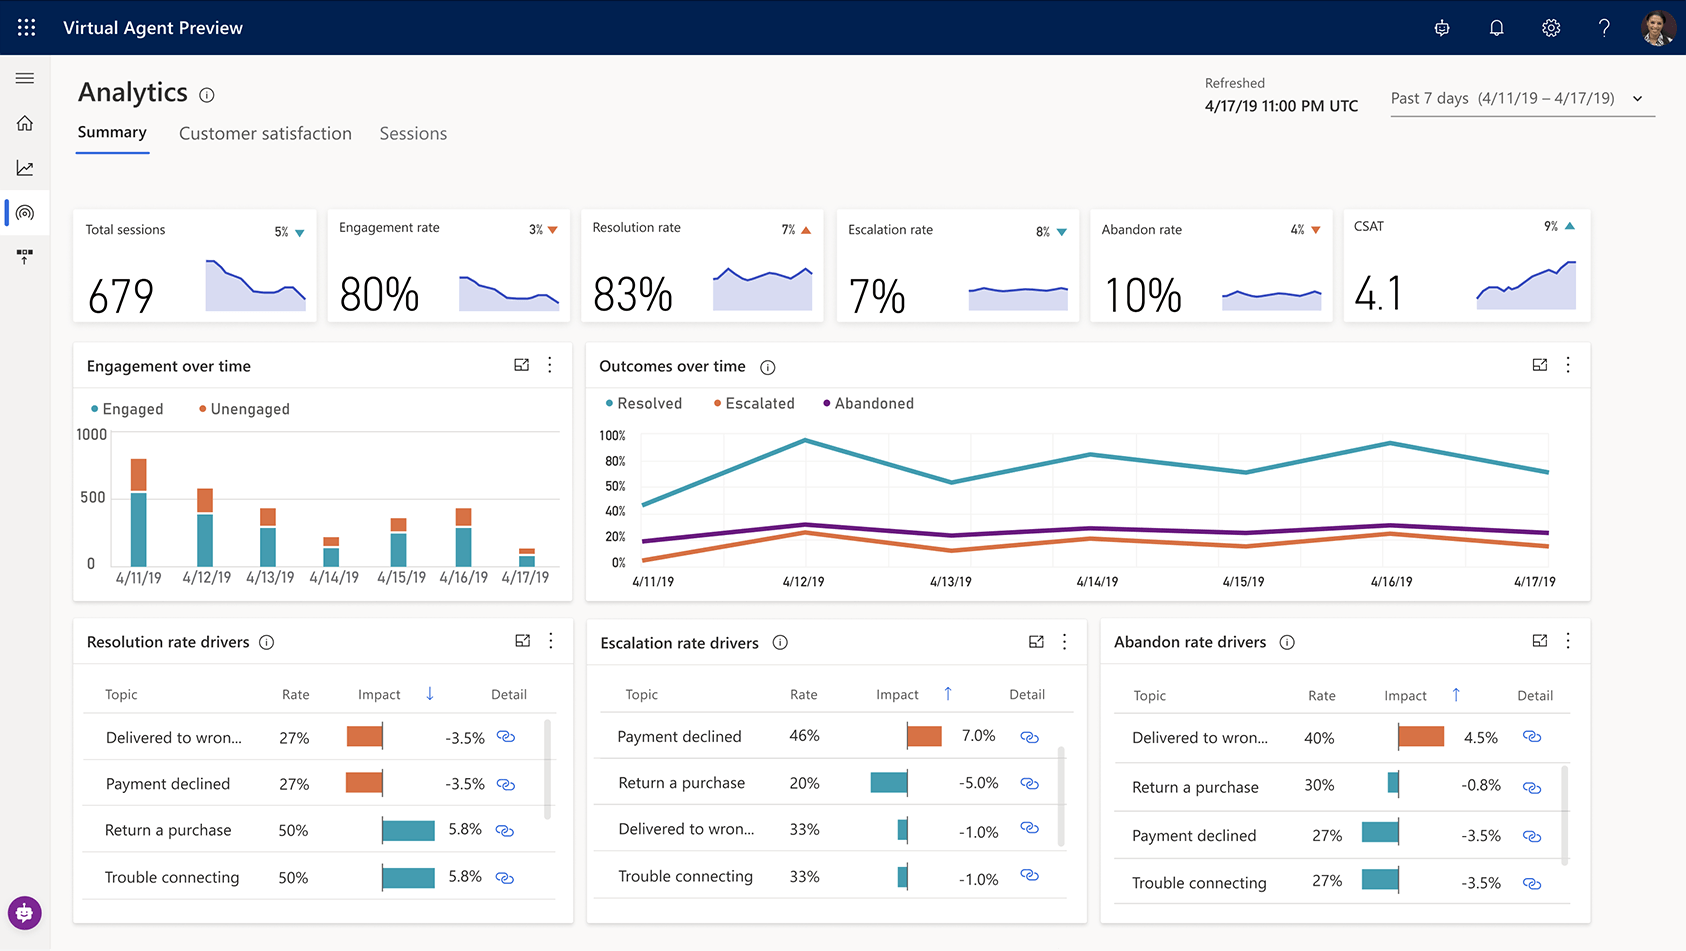 Virtual Agent Preview
Analytics
Refreshed
4/17/19 11:00 PM UTC
Past 7 days (4/11/19 – 4/17/19)
Summary Customer satisfaction Sessions
Total sessions 5%
679
Engagement rate 3%
80%
Resolution rate 7%
83%
Escalation rate 8%
7%
Abandon rate 4%
10%
CSAT 9%
4.1
Engagement over time
Engaged Unengaged
1000
500
0
4/11/19 4/12/19 4/13/19 4/14/19 4/15/19 4/16/19 4/17/19
Outcomes over time
Resolved Escalated Abandoned
100%
80%
50%
40%
20%
0%
4/11/19 4/12/19 4/13/19 4/14/19 4/15/19 4/16/19 4/17/19
Resolution rate drivers
Topic Rate Impact Detail
Delivered to wron... 27% -3.5%
Payment declined 27% -3.5%
Return a purchase 50% 5.8%
Trouble connecting 50% 5.8%
Escalation rate drivers
Topic Rate Impact Detail
Payment declined 46% 7.0%
Return a purchase 20% -5.0%
Delivered to wron... 33% -1.0%
Trouble connecting 33% -1.0%
Abandon rate drivers
Topic Rate Impact Detail
Delivered to wron... 40% 4.5%
Return a purchase 30% -0.8%
Payment declined 27% -3.5%
Trouble connecting 27% -3.5%